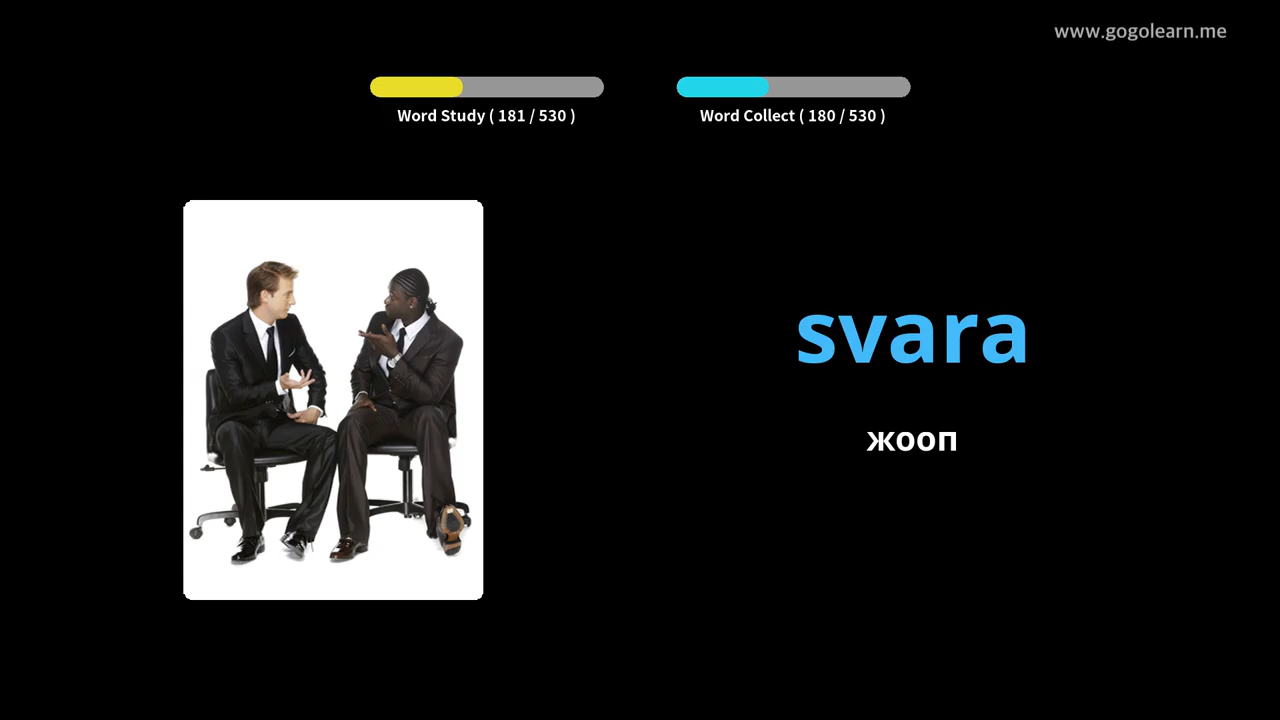 www.gogolearn.me
Word Study ( 181 / 530 )
Word Collect ( 180 / 530 )
svara
жооп